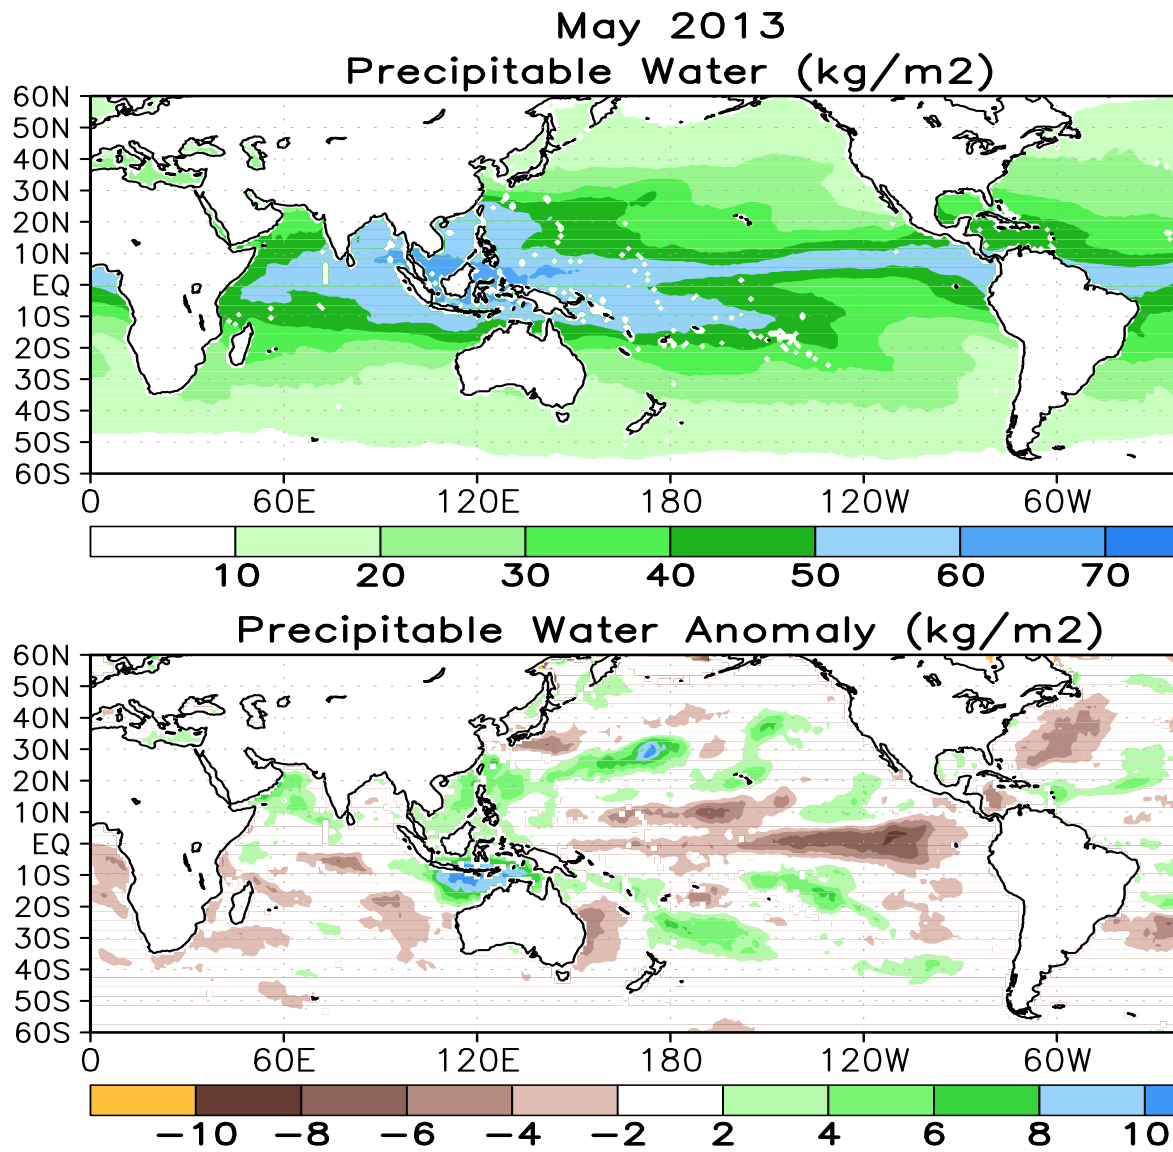 May 2013
Precipitable Water (kg/m2)
60N
50N
40N
30N
20N
10N
EQ
10S
20S
30S
40S
50S
60S
0 60E 120E 180 120W 60W
10 20 30 40 50 60 70
Precipitable Water Anomaly (kg/m2)
60N
50N
40N
30N
20N
10N
EQ
10S
20S
30S
40S
50S
60S
0 60E 120E 180 120W 60W
−10 −8 −6 −4 −2 2 4 6 8 10